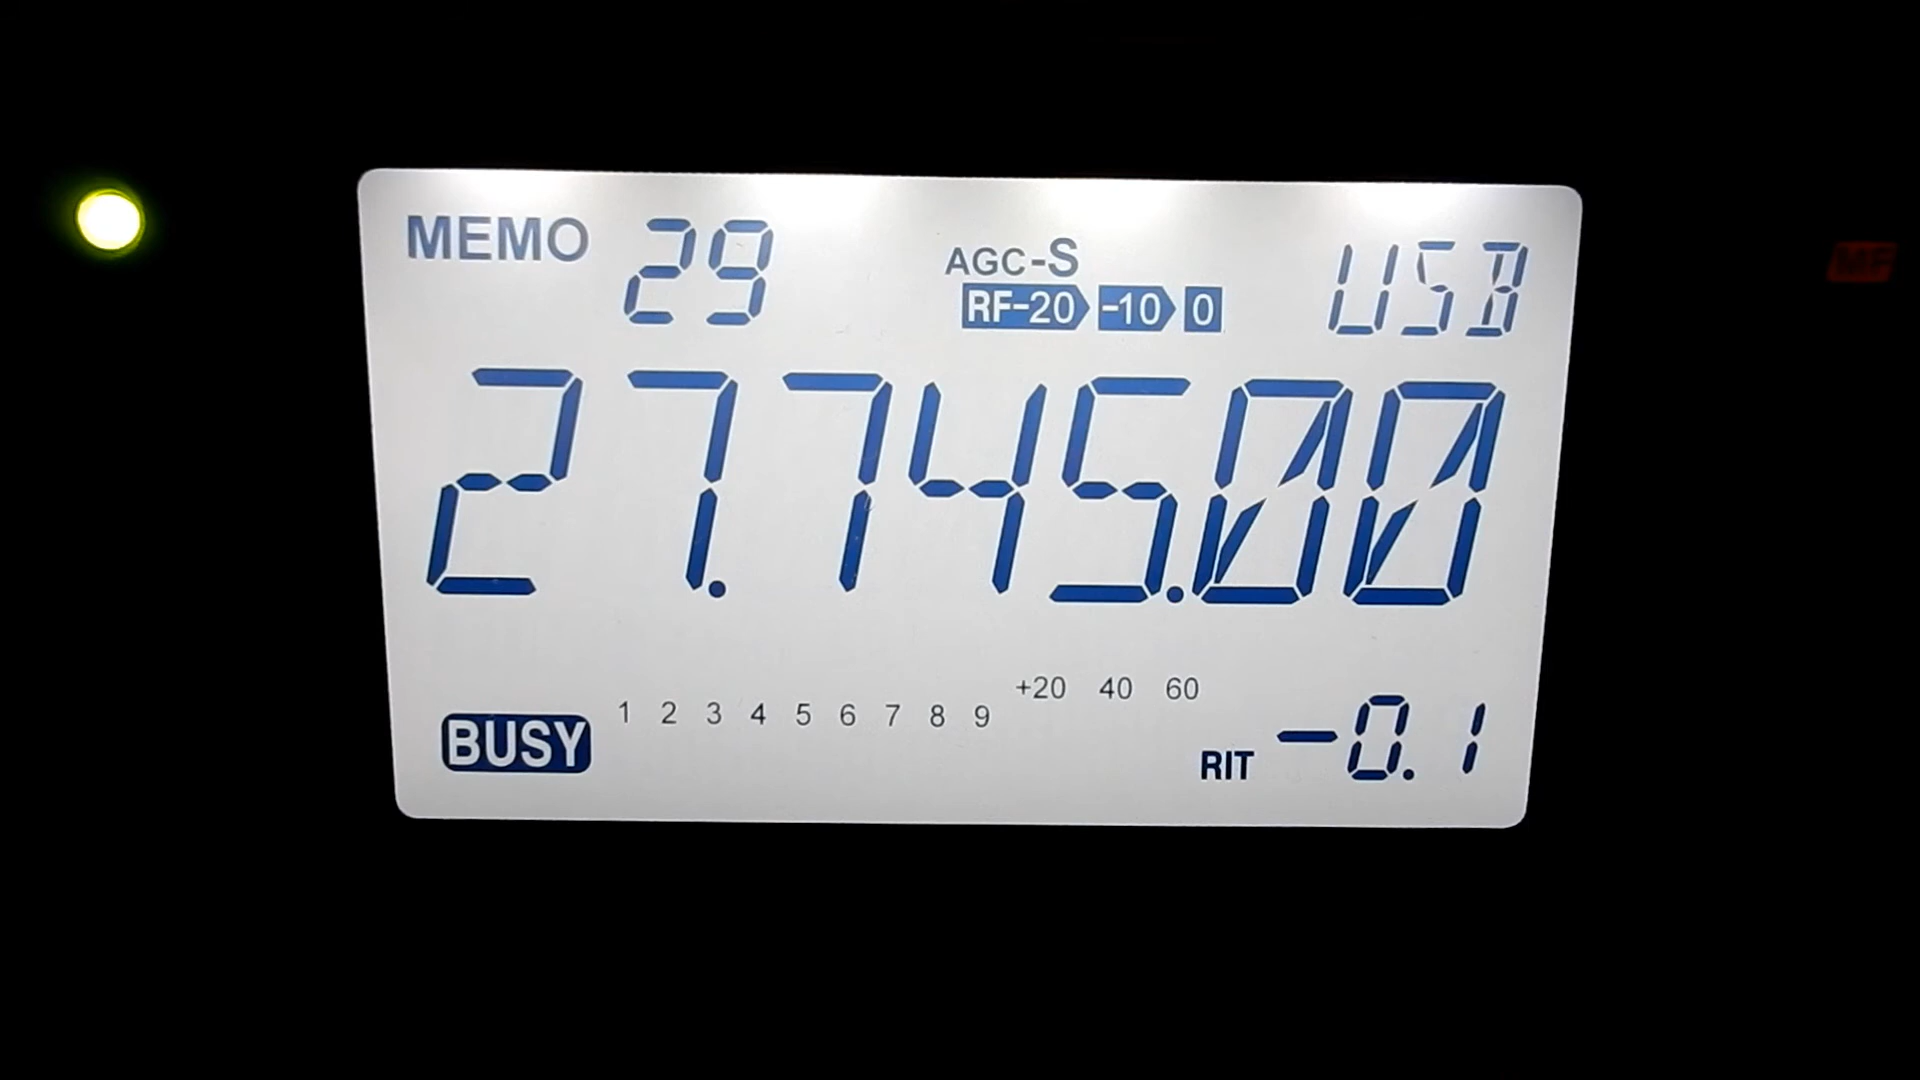 MEMO 29 AGC-S USB
RF-20 -10 0
27.745.00
+20 40 60
1 2 3 4 5 6 7 8 9
BUSY RIT -0.1
MF